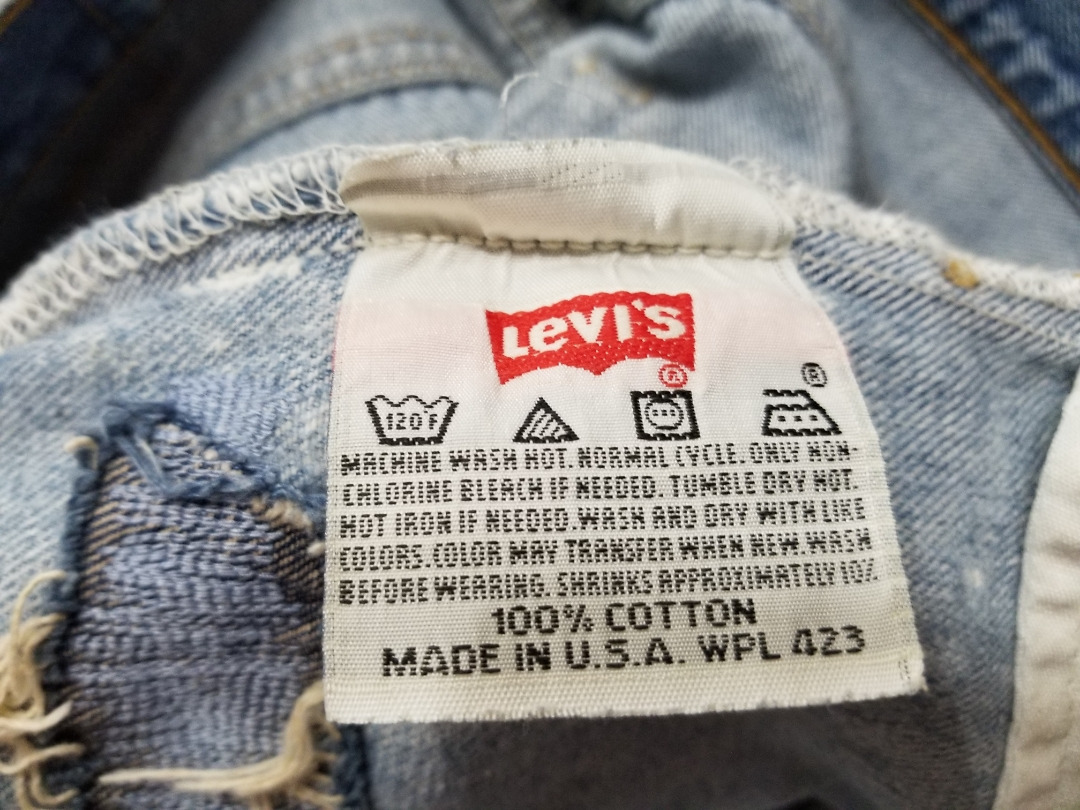 LEVI'S
®
®
120F
MACHINE WASH HOT. NORMAL CYCLE. ONLY NON-
CHLORINE BLEACH IF NEEDED. TUMBLE DRY HOT.
HOT IRON IF NEEDED. WASH AND DRY WITH LIKE
COLORS. COLOR MAY TRANSFER WHEN NEW. WASH
BEFORE WEARING. SHRINKS APPROXIMATELY 10%
100% COTTON
MADE IN U.S.A. WPL 423